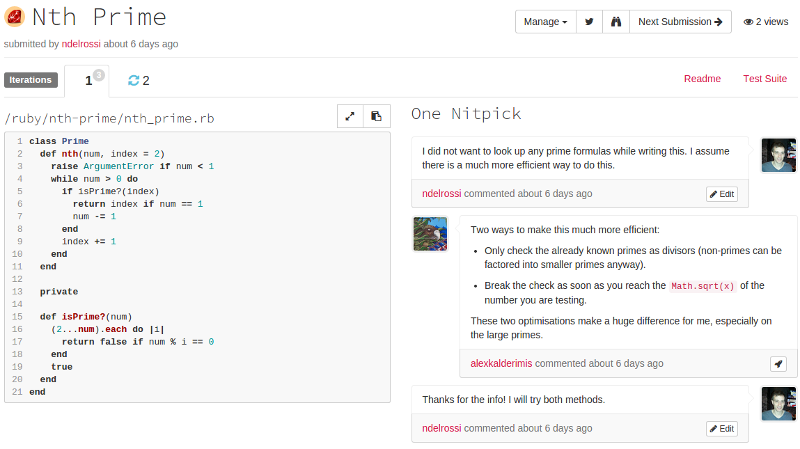 Nth Prime
Manage
Next Submission
2 views
submitted by ndelrossi about 6 days ago
Iterations
1 3
2
Readme
Test Suite
/ruby/nth-prime/nth_prime.rb
1 class Prime
2   def nth(num, index = 2)
3     raise ArgumentError if num < 1
4     while num > 0 do
5       if isPrime?(index)
6         return index if num == 1
7         num -= 1
8       end
9       index += 1
10     end
11   end
12
13   private
14
15   def isPrime?(num)
16     (2...num).each do |i|
17       return false if num % i == 0
18     end
19     true
20   end
21 end
One Nitpick
I did not want to look up any prime formulas while writing this. I assume
there is a much more efficient way to do this.
ndelrossi commented about 6 days ago
Edit
Two ways to make this much more efficient:
• Only check the already known primes as divisors (non-primes can be
factored into smaller primes anyway).
• Break the check as soon as you reach the Math.sqrt(x) of the
number you are testing.
These two optimisations make a huge difference for me, especially on
the large primes.
alexkalderimis commented about 6 days ago
Thanks for the info! I will try both methods.
ndelrossi commented about 6 days ago
Edit